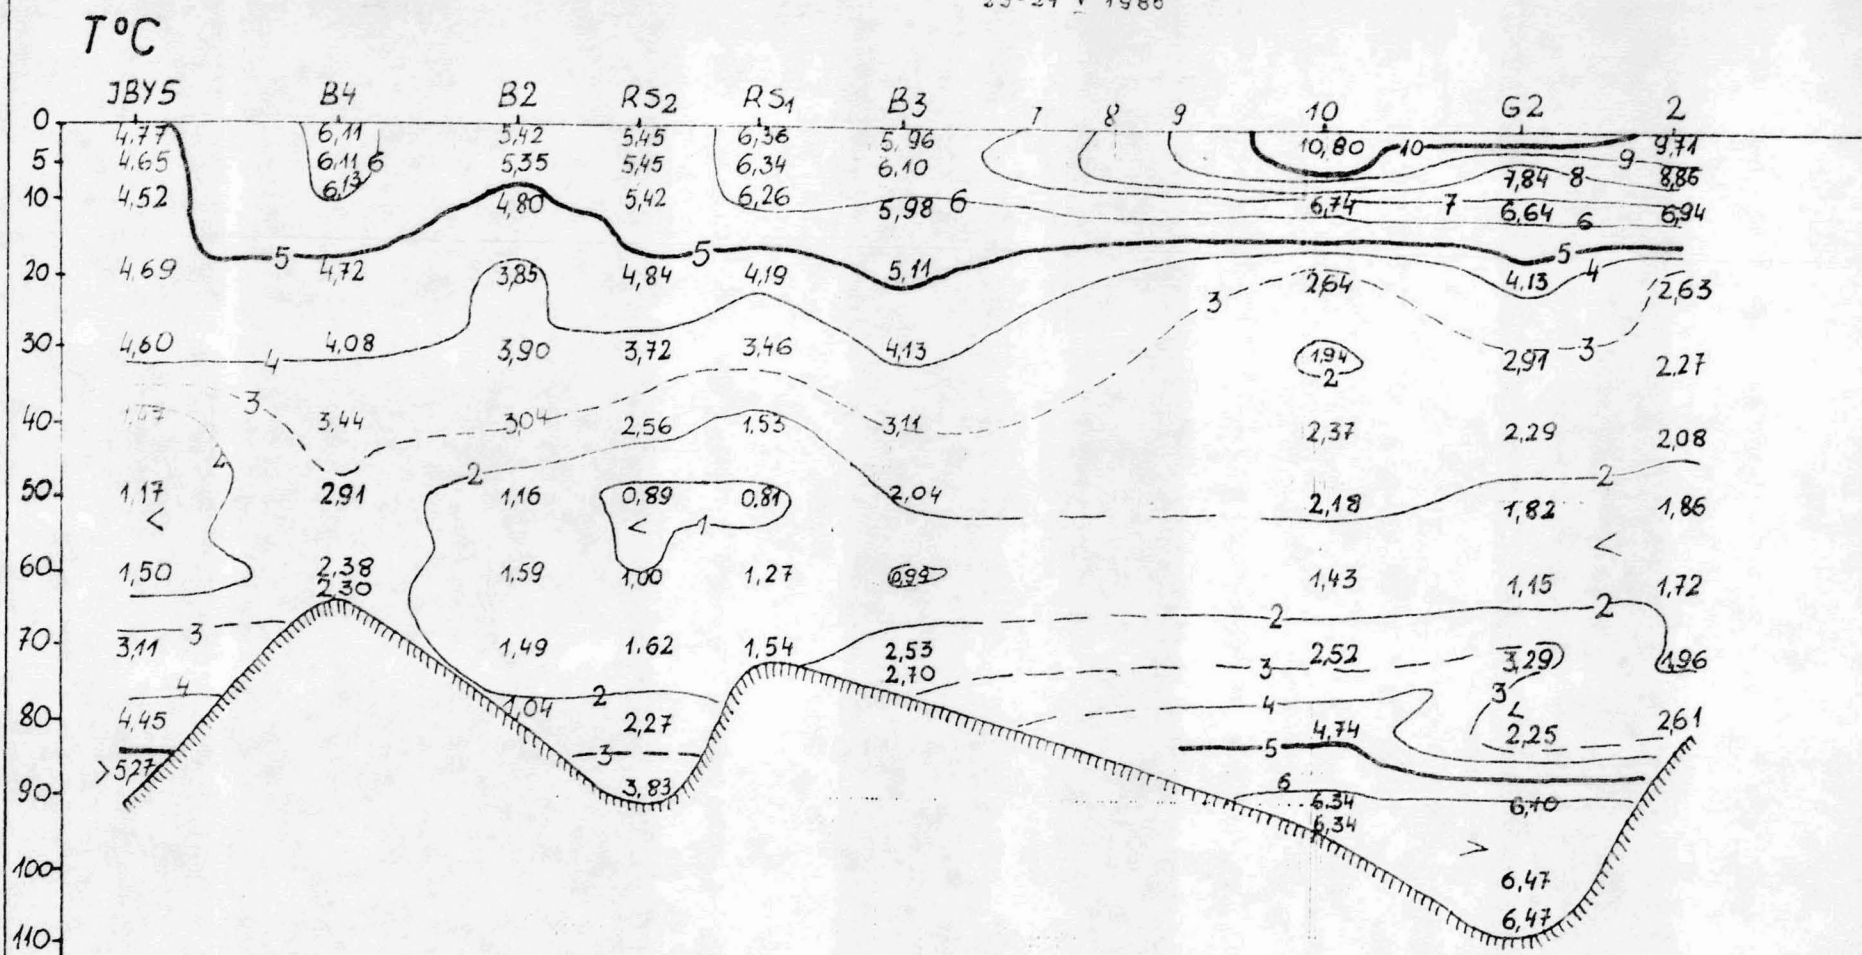 1986
T°C
JBY5 B4 B2 RS2 RS1 B3 7 8 9 10 G2 2
0 4.77 6,11 5,42 5,45 6,36 5,96 10,80 10 9,71
5 4.65 6.11 6 5,35 5,45 6,34 6.10 9
6,13 7,84 8 8,86
10 4.52 4,80 5,42 6,26 5,98 6 6,74 7 6,64 6 6,94
5 5 5
20 4.69 4,72 3,85 4,84 4,19 5,11 2,64 4,13 4 2,63
3
30 4,60 4 4,08 3,90 3,72 3,46 4,13 1,94 2,91 3 2,27
2
3
40 3,44 3,04 2,56 1,53 3,11 2,37 2,29 2,08
2 2 2
50 1,17 2,91 1,16 0,89 0,81 2,04 2,18 1,82 1,86
< < 1 <
60 1,50 2.38 1,59 1,00 1,27 0,99 1,43 1,15 1,72
2,30
2 2
70 3,11 3 1,49 1.62 1,54 2,53 2,52 3,29 1,96
2,70 3
4 2 4 3
80 4,45 1,04 2,27 4,74 < 2,25 2,61
3 5
>5,27
90 3,83 6 6.34 6,10
6,34
>
100 6,47
6,47
110